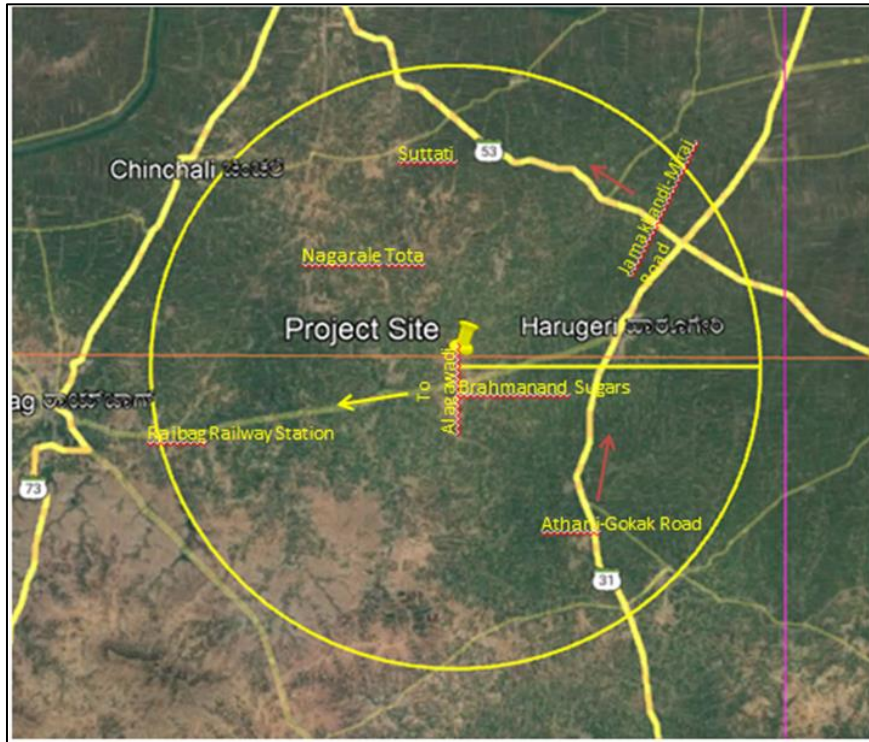 Suttati
53
Chinchali ಚಿಂಚಲಿ
Jamakhandi-Miraj
Road
Nagarale Tota
Project Site
Harugeri ಹಾರೂಗೇರಿ
To
Alagawadi
Brahmanand Sugars
ag ರಾಯ್‌ಬಾಗ್
Raibag Railway Station
73
Athani-Gokak Road
31